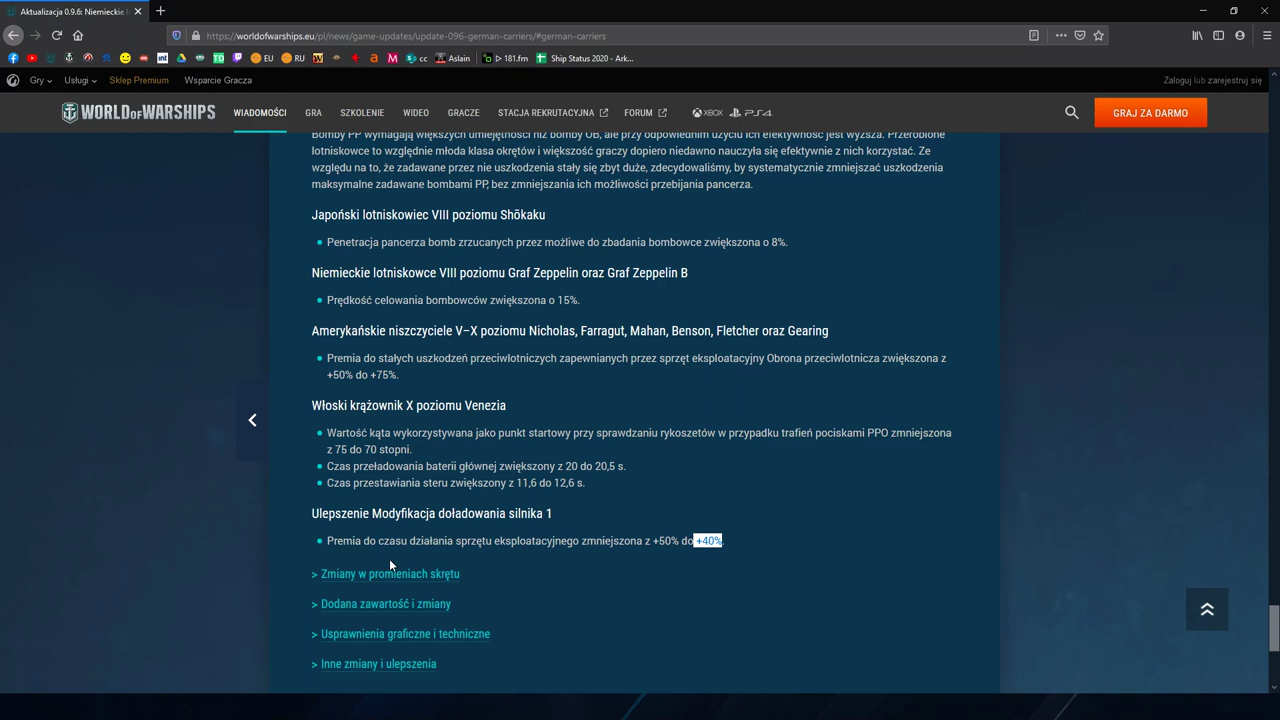 Aktualizacja 0.9.6: Niemieckie l
https://worldofwarships.eu/pl/news/game-updates/update-096-german-carriers/#german-carriers
int TD EU RU cc Aslain 181.fm Ship Status 2020 - Ark...
Gry Usługi Sklep Premium Wsparcie Gracza Zaloguj lub zarejestruj się
WORLD OF WARSHIPS WIADOMOŚCI GRA SZKOLENIE WIDEO GRACZE STACJA REKRUTACYJNA FORUM XBOX PS4 GRAJ ZA DARMO
Bomby PP wymagają większych umiejętności niż bomby OB, ale przy odpowiednim użyciu ich efektywność jest wyższa. Przerobione
lotniskowce to względnie młoda klasa okrętów i większość graczy dopiero niedawno nauczyła się efektywnie z nich korzystać. Ze
względu na to, że zadawane przez nie uszkodzenia stały się zbyt duże, zdecydowaliśmy, by systematycznie zmniejszać uszkodzenia
maksymalne zadawane bombami PP, bez zmniejszania ich możliwości przebijania pancerza.
Japoński lotniskowiec VIII poziomu Shōkaku
Penetracja pancerza bomb zrzucanych przez możliwe do zbadania bombowce zwiększona o 8%.
Niemieckie lotniskowce VIII poziomu Graf Zeppelin oraz Graf Zeppelin B
Prędkość celowania bombowców zwiększona o 15%.
Amerykańskie niszczyciele V–X poziomu Nicholas, Farragut, Mahan, Benson, Fletcher oraz Gearing
Premia do stałych uszkodzeń przeciwlotniczych zapewnianych przez sprzęt eksploatacyjny Obrona przeciwlotnicza zwiększona z
+50% do +75%.
Włoski krążownik X poziomu Venezia
Wartość kąta wykorzystywana jako punkt startowy przy sprawdzaniu rykoszetów w przypadku trafień pociskami PPO zmniejszona
z 75 do 70 stopni.
Czas przeładowania baterii głównej zwiększony z 20 do 20,5 s.
Czas przestawiania steru zwiększony z 11,6 do 12,6 s.
Ulepszenie Modyfikacja doładowania silnika 1
Premia do czasu działania sprzętu eksploatacyjnego zmniejszona z +50% do +40%.
> Zmiany w promieniach skrętu
> Dodana zawartość i zmiany
> Usprawnienia graficzne i techniczne
> Inne zmiany i ulepszenia